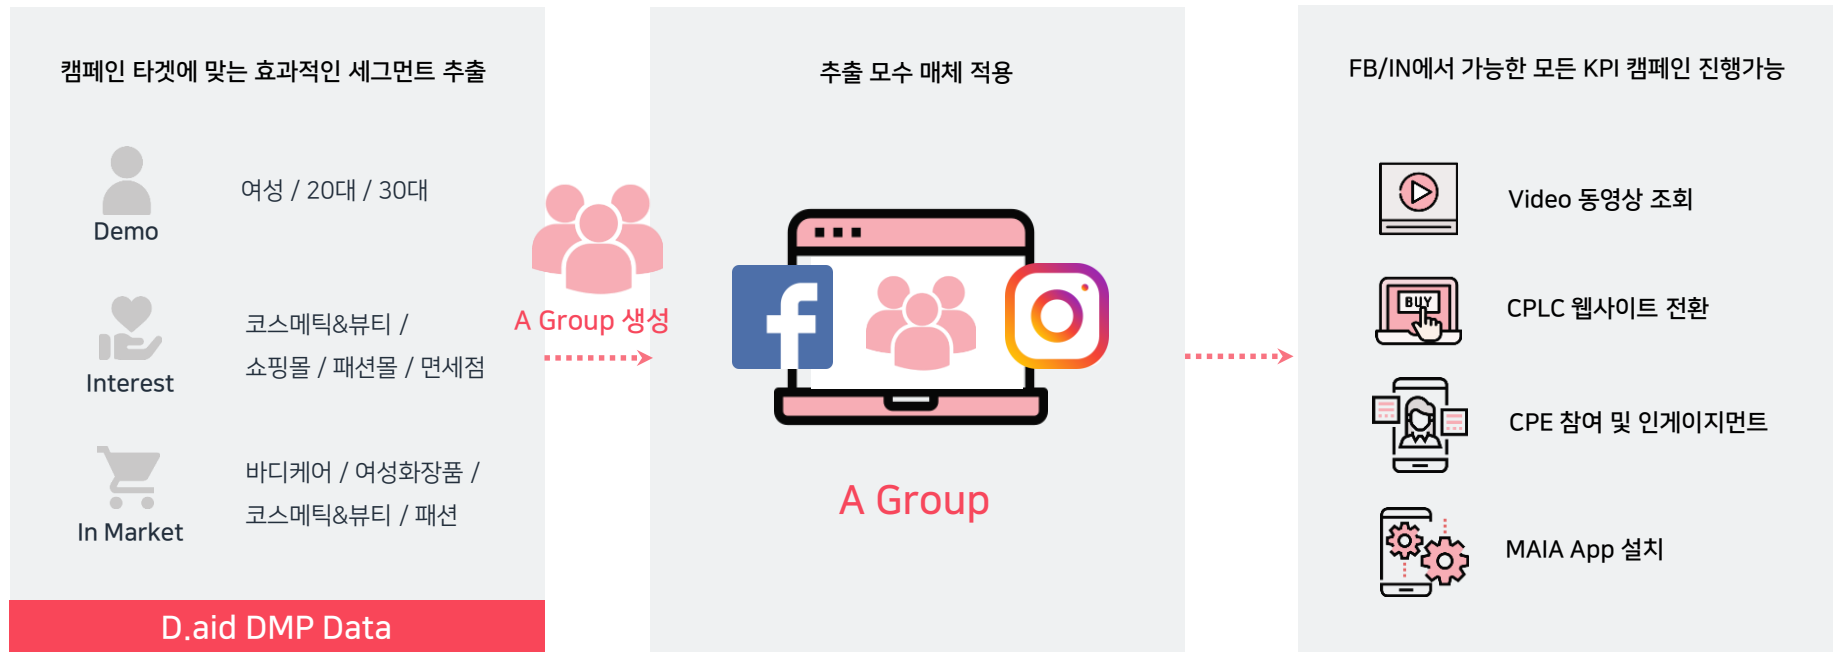 캠페인 타겟에 맞는 효과적인 세그먼트 추출
Demo
여성 / 20대 / 30대
Interest
코스메틱&뷰티 /
쇼핑몰 / 패션몰 / 면세점
In Market
바디케어 / 여성화장품 /
코스메틱&뷰티 / 패션
D.aid DMP Data
A Group 생성
추출 모수 매체 적용
f
A Group
FB/IN에서 가능한 모든 KPI 캠페인 진행가능
Video 동영상 조회
BUY
CPLC 웹사이트 전환
CPE 참여 및 인게이지먼트
MAIA App 설치